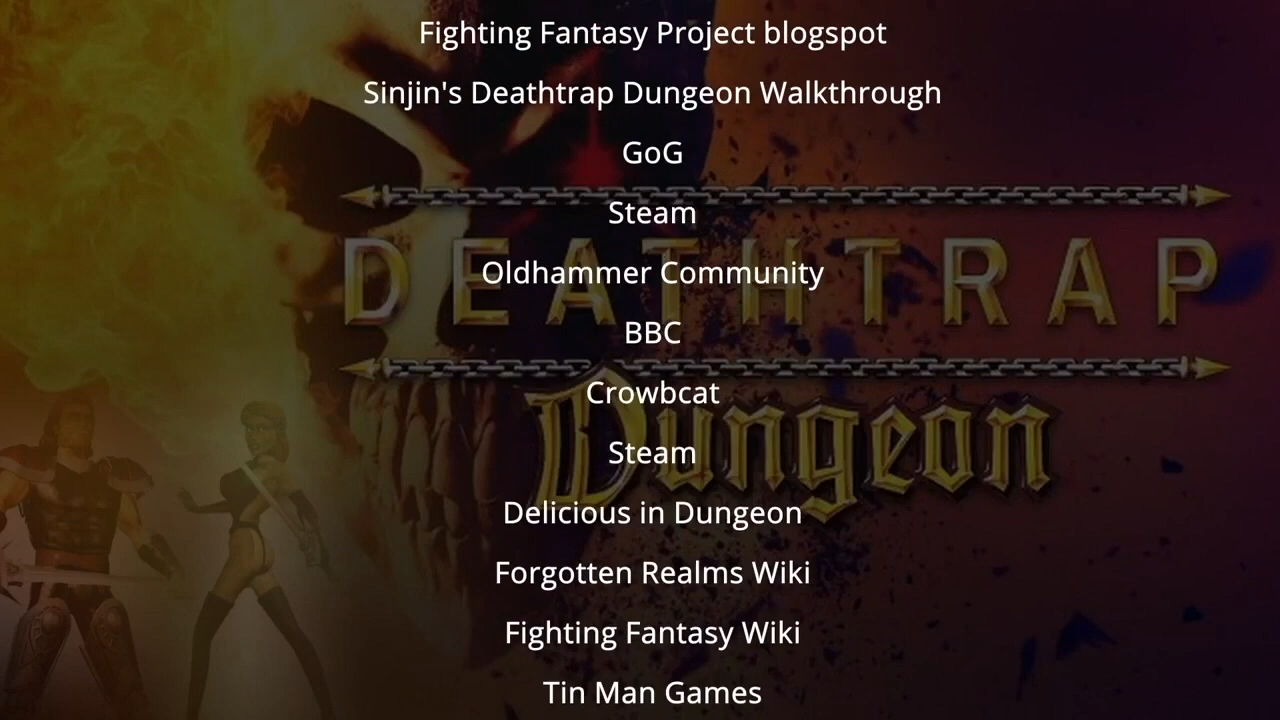 Fighting Fantasy Project blogspot
Sinjin's Deathtrap Dungeon Walkthrough
GoG
Steam
DEATHTRAP
Oldhammer Community
BBC
Crowbcat
Dungeon
Steam
Delicious in Dungeon
Forgotten Realms Wiki
Fighting Fantasy Wiki
Tin Man Games